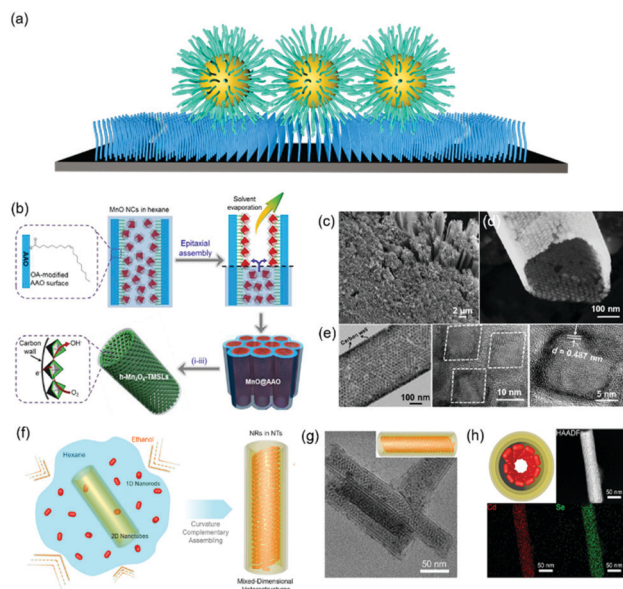 (a)
(b)
MnO NCs in hexane
Solvent
evaporation
AAO
OA-modified
AAO surface
Epitaxial
assembly
Carbon
wall
OH⁻
e⁻
O₂
h-Mn₃O₄-TMSLs
(i-iii)
MnO@AAO
(c)
2 μm
(d)
100 nm
(e)
Carbon wall
100 nm
10 nm
d = 0.487 nm
5 nm
(f)
Ethanol
Hexane
1D Nanorods
2D Nanotubes
Curvature
Complementary
Assembling
NRs in NTs
Mixed-Dimensional
(g)
50 nm
(h)
HAADF
50 nm
Cd
50 nm
Se
50 nm